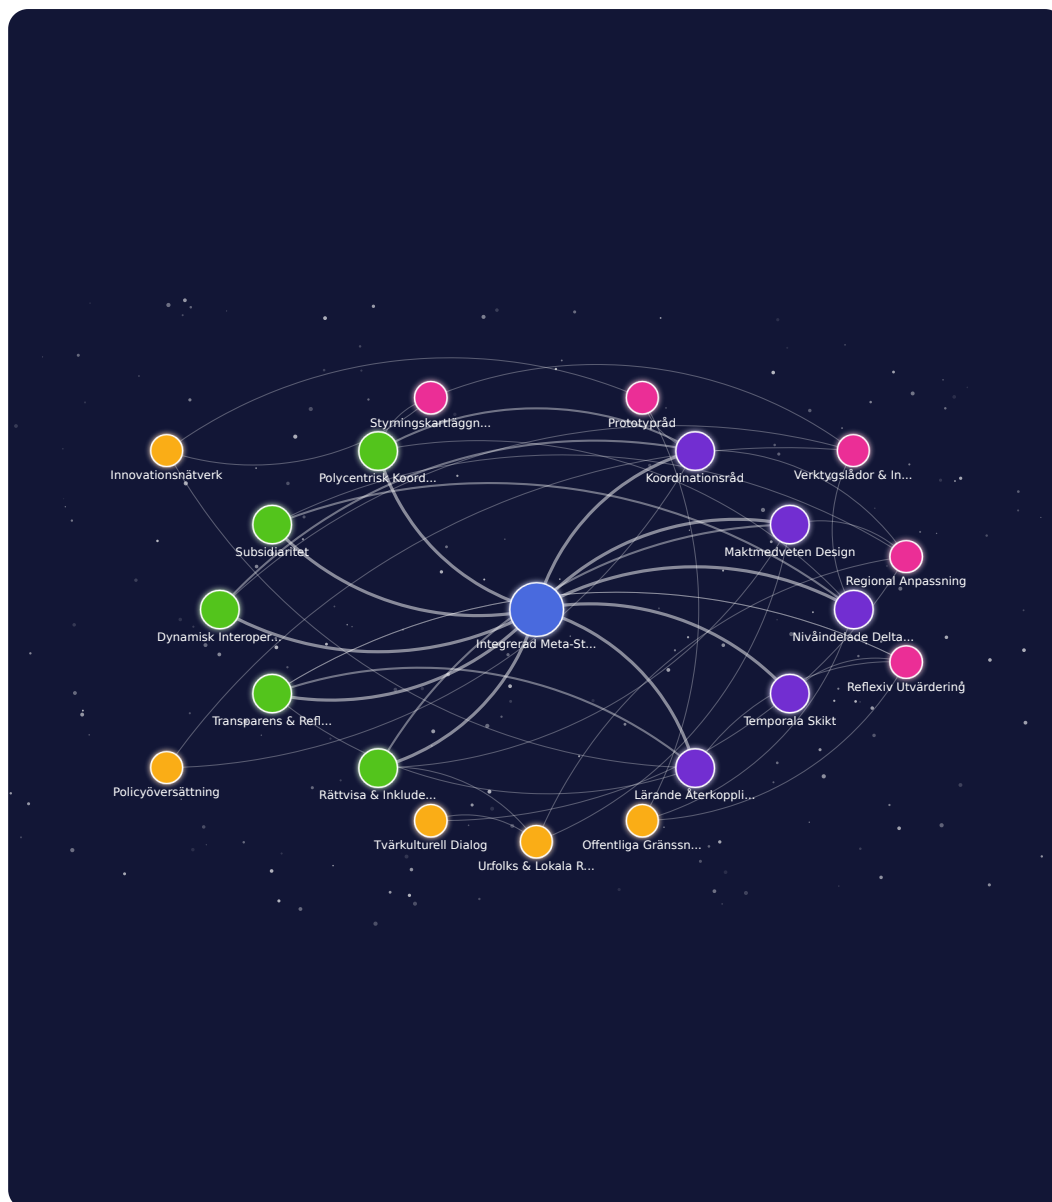 Styrningskartläggn...
Prototypråd
Innovationsnätverk
Polycentrisk Koord...
Koordinationsråd
Verktygslådor & In...
Subsidiaritet
Maktmedveten Design
Regional Anpassning
Dynamisk Interoper...
Integrerad Meta-St...
Nivåindelade Delta...
Reflexiv Utvärdering
Transparens & Refl...
Temporala Skikt
Policyöversättning
Rättvisa & Inklude...
Lärande Återkoppli...
Tvärkulturell Dialog
Urfolks & Lokala R...
Offentliga Gränssn...